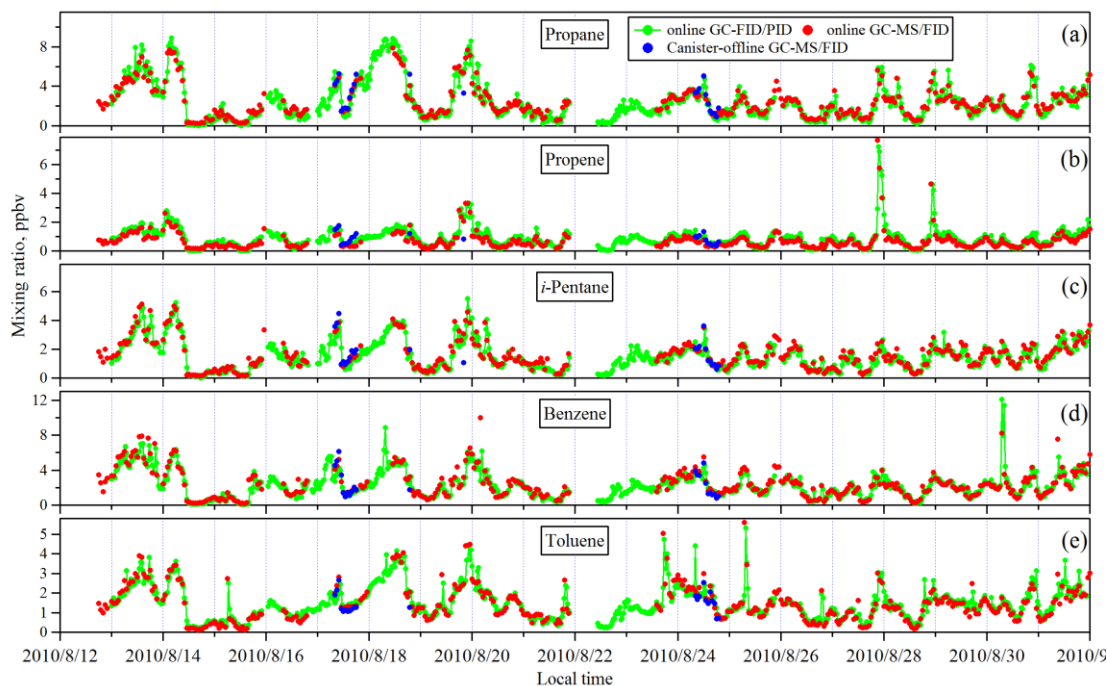 Propane
online GC-FID/PID online GC-MS/FID
Canister-offline GC-MS/FID
(a)
8
4
0
Propene
(b)
6
4
2
0
i-Pentane
(c)
6
4
2
0
Benzene
(d)
12
8
4
0
Toluene
(e)
5
4
3
2
1
0
Mixing ratio, ppbv
2010/8/12 2010/8/14 2010/8/16 2010/8/18 2010/8/20 2010/8/22 2010/8/24 2010/8/26 2010/8/28 2010/8/30 2010/9
Local time